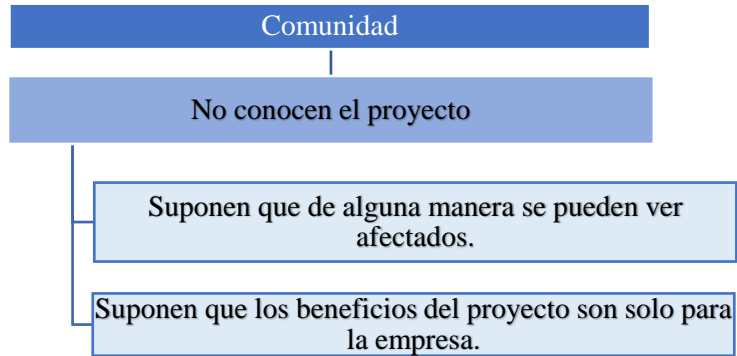 Comunidad
No conocen el proyecto
Suponen que de alguna manera se pueden ver
afectados.
Suponen que los beneficios del proyecto son solo para
la empresa.